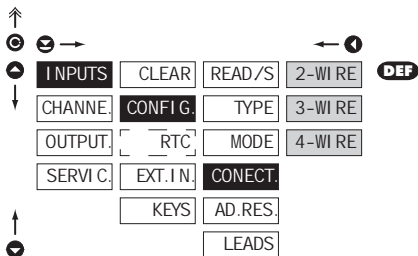 INPUTS CLEAR READ/S 2-WIRE DEF
CHANNE. CONFIG. TYPE 3-WIRE
OUTPUT. RTC MODE 4-WIRE
SERVIC. EXT.IN. CONECT.
KEYS AD.RES.
LEADS